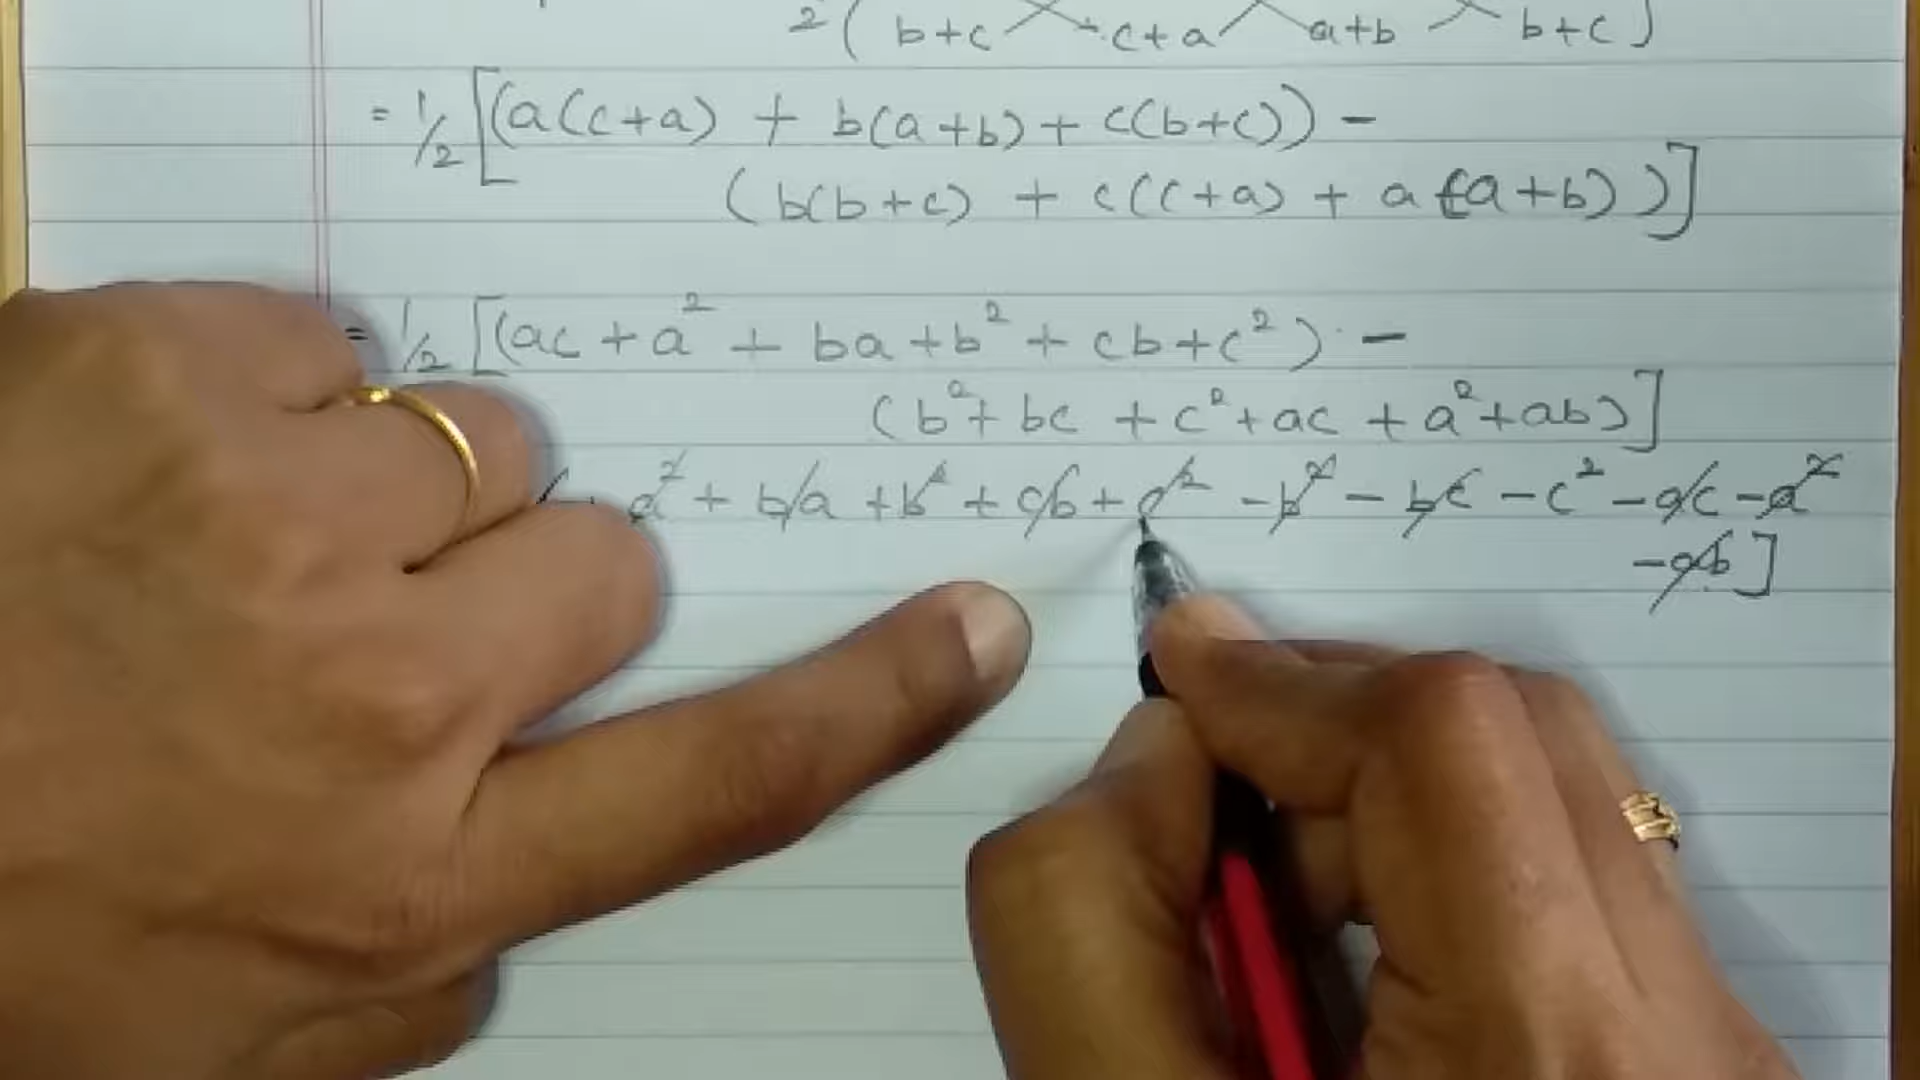 2( b+c c+a a+b b+c )
= 1/2 [(a(c+a) + b(a+b) + c(b+c)) -
(b(b+c) + c(c+a) + a(a+b))]
= 1/2 [(ac + a² + ba + b² + cb + c²) -
(b² + bc + c² + ac + a² + ab)]
a² + ba + b² + cb + c² - b² - bc - c² - ac - a²
- ab]